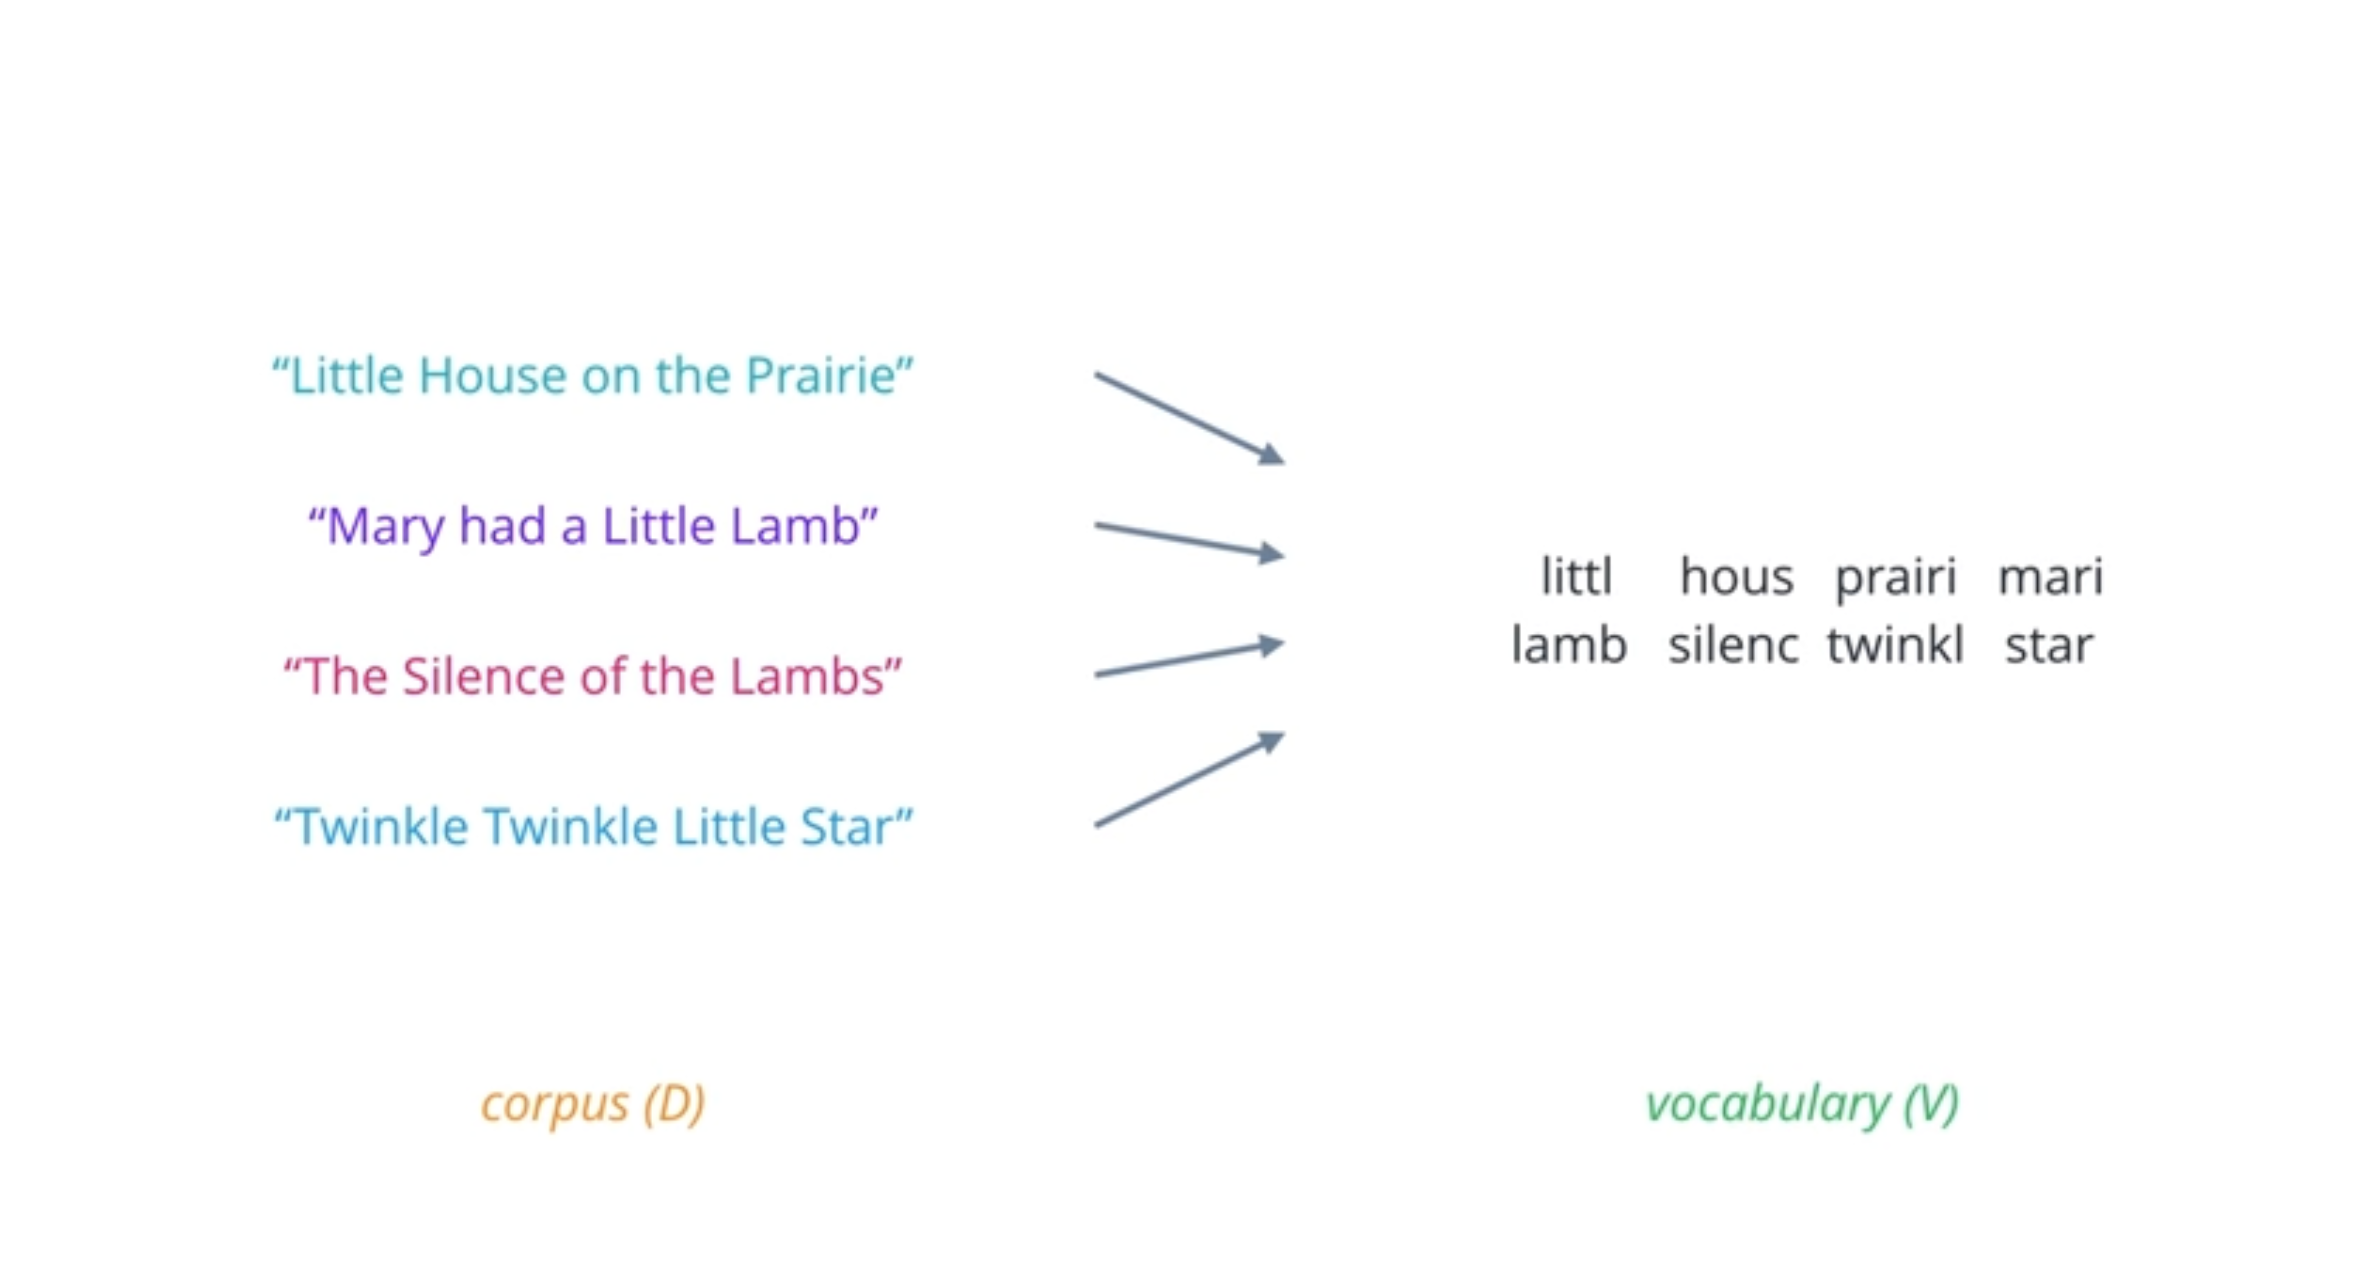 “Little House on the Prairie”
“Mary had a Little Lamb”
“The Silence of the Lambs”
“Twinkle Twinkle Little Star”
littl hous prairi mari
lamb silenc twinkl star
corpus (D)
vocabulary (V)